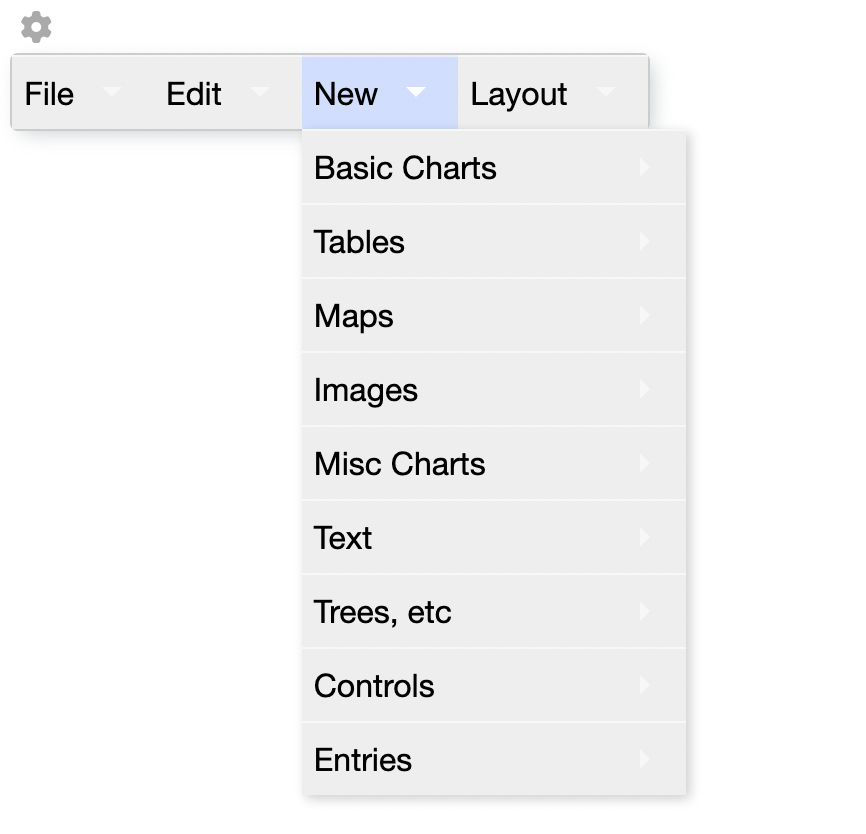 File Edit New Layout
Basic Charts
Tables
Maps
Images
Misc Charts
Text
Trees, etc
Controls
Entries